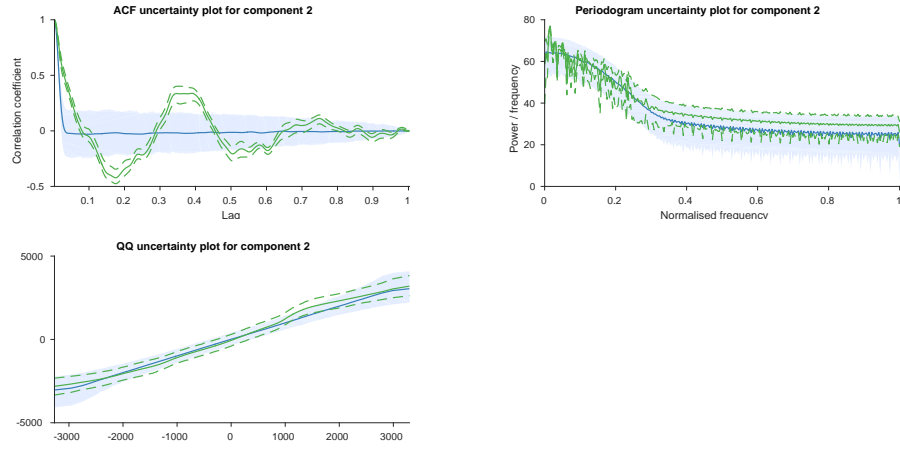 ACF uncertainty plot for component 2
Correlation coefficient
1
0.5
0
-0.5
0.1 0.2 0.3 0.4 0.5 0.6 0.7 0.8 0.9 1
Lag
Periodogram uncertainty plot for component 2
Power / frequency
80
60
40
20
0
0 0.2 0.4 0.6 0.8 1
Normalised frequency
QQ uncertainty plot for component 2
5000
0
-5000
-3000 -2000 -1000 0 1000 2000 3000